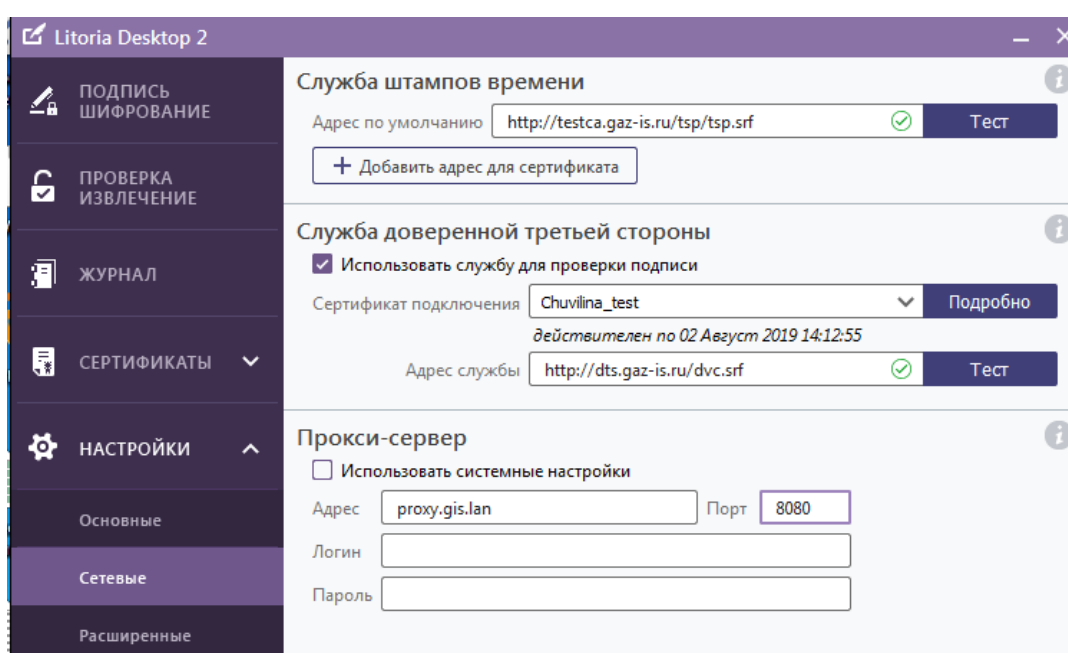 Litoria Desktop 2
ПОДПИСЬ
ШИФРОВАНИЕ
ПРОВЕРКА
ИЗВЛЕЧЕНИЕ
ЖУРНАЛ
СЕРТИФИКАТЫ
НАСТРОЙКИ
Основные
Сетевые
Расширенные
Служба штампов времени
Адрес по умолчанию http://testca.gaz-is.ru/tsp/tsp.srf Тест
+ Добавить адрес для сертификата
Служба доверенной третьей стороны
Использовать службу для проверки подписи
Сертификат подключения Chuvilina_test Подробно
действителен по 02 Август 2019 14:12:55
Адрес службы http://dts.gaz-is.ru/dvc.srf Тест
Прокси-сервер
Использовать системные настройки
Адрес proxy.gis.lan Порт 8080
Логин
Пароль